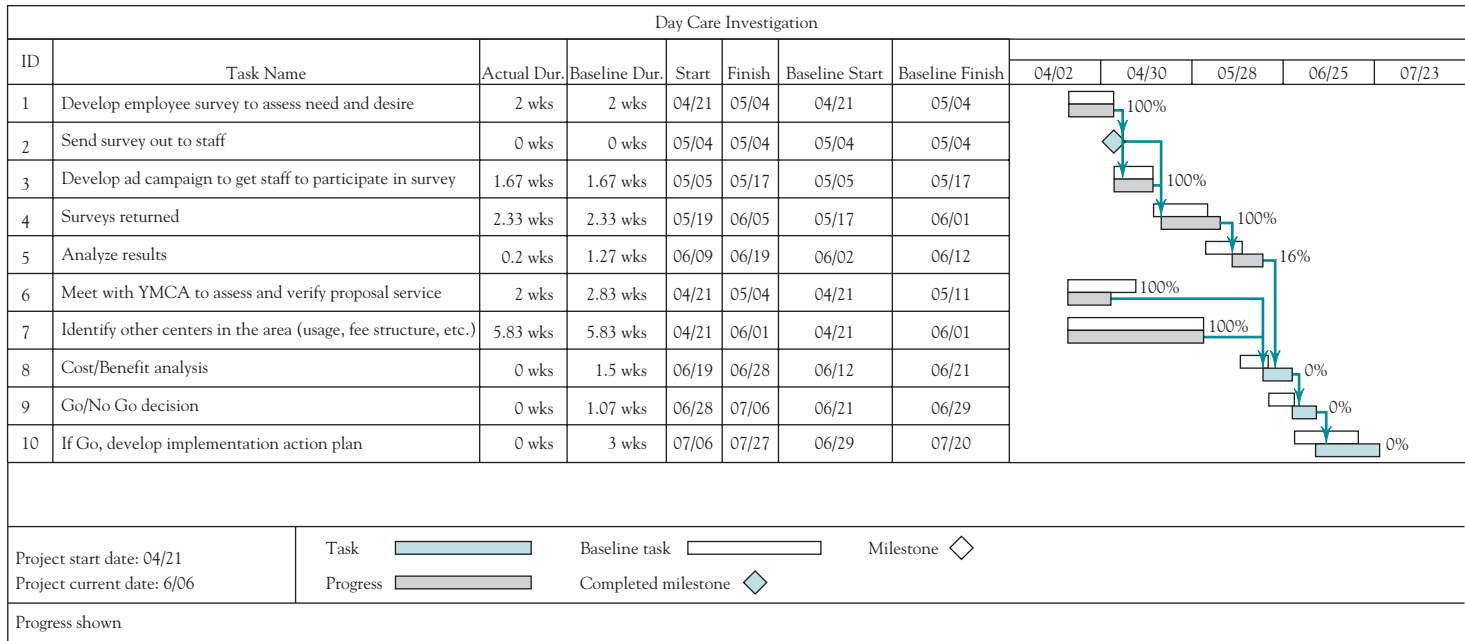 Day Care Investigation
ID Task Name Actual Dur. Baseline Dur. Start Finish Baseline Start Baseline Finish 04/02 04/30 05/28 06/25 07/23
1 Develop employee survey to assess need and desire 2 wks 2 wks 04/21 05/04 04/21 05/04 100%
2 Send survey out to staff 0 wks 0 wks 05/04 05/04 05/04 05/04
3 Develop ad campaign to get staff to participate in survey 1.67 wks 1.67 wks 05/05 05/17 05/05 05/17 100%
4 Surveys returned 2.33 wks 2.33 wks 05/19 06/05 05/17 06/01 100%
5 Analyze results 0.2 wks 1.27 wks 06/09 06/19 06/02 06/12 16%
6 Meet with YMCA to assess and verify proposal service 2 wks 2.83 wks 04/21 05/04 04/21 05/11 100%
7 Identify other centers in the area (usage, fee structure, etc.) 5.83 wks 5.83 wks 04/21 06/01 04/21 06/01 100%
8 Cost/Benefit analysis 0 wks 1.5 wks 06/19 06/28 06/12 06/21 0%
9 Go/No Go decision 0 wks 1.07 wks 06/28 07/06 06/21 06/29 0%
10 If Go, develop implementation action plan 0 wks 3 wks 07/06 07/27 06/29 07/20 0%
Project start date: 04/21
Project current date: 6/06
Task Baseline task Milestone
Progress Completed milestone
Progress shown